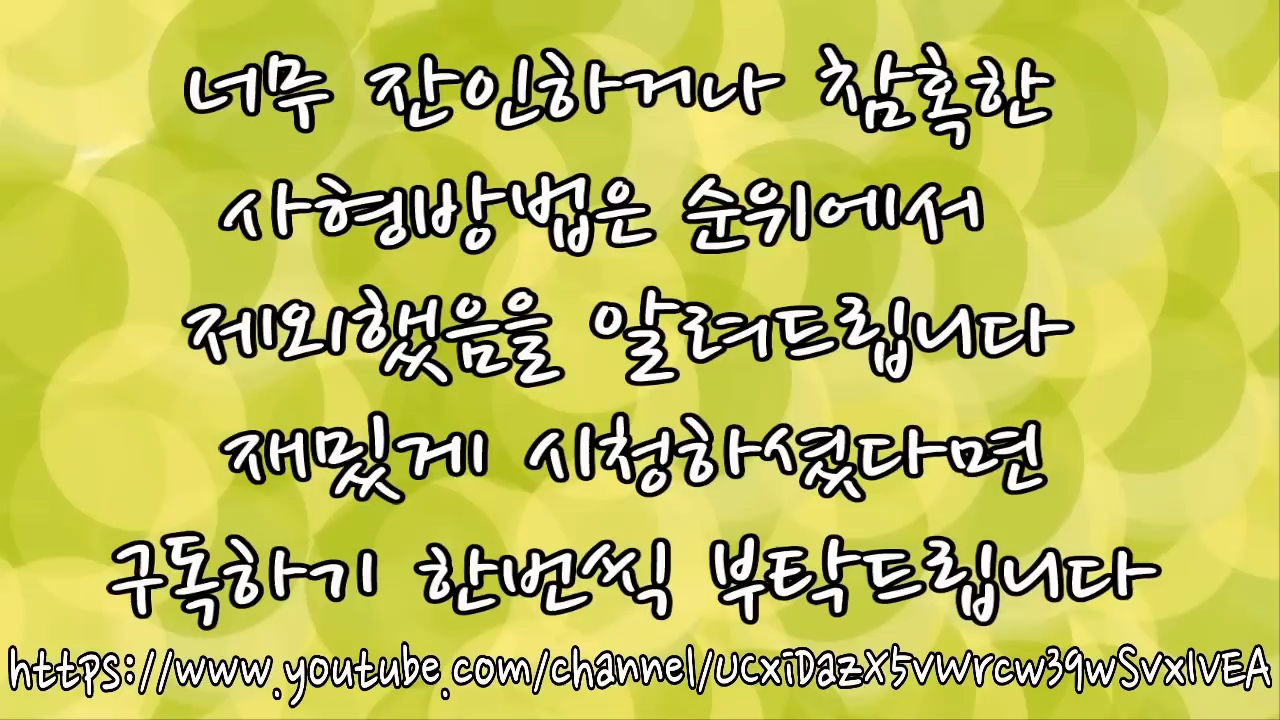 너무 잔인하거나 참혹한
사형방법은 순위에서
제외했음을 알려드립니다
재밌게 시청하셨다면
구독하기 한번씩 부탁드립니다
https://www.youtube.com/channel/UCxiDazX5vWrcw39wSvxIVEA